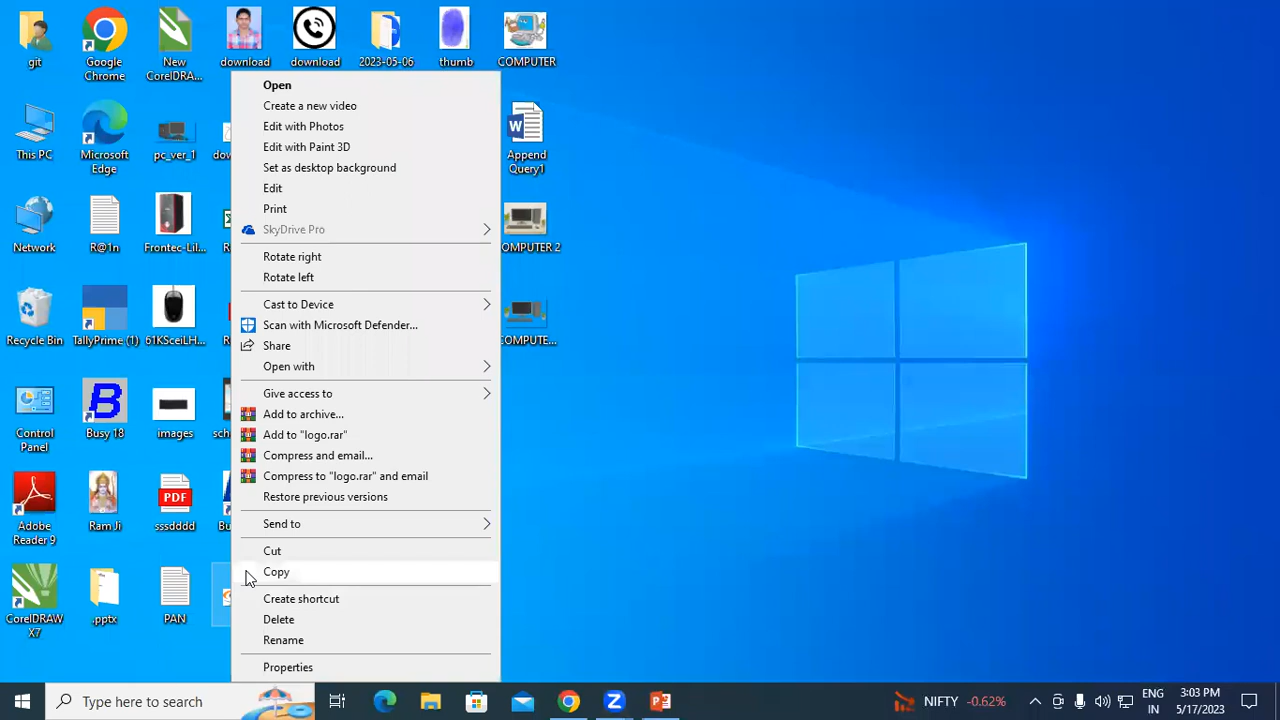 git
Google
Chrome
New
CorelDRA...
download
download
2023-05-06
thumb
COMPUTER
This PC
Microsoft
Edge
pc_ver_1
Append
Query1
Network
R@1n
Frontec-Lil...
OMPUTER 2
Recycle Bin
TallyPrime (1)
61KSceiLH...
OMPUTE...
Control
Panel
Busy 18
images
Adobe
Reader 9
Ram Ji
PDF
sssdddd
CorelDRAW
X7
.pptx
PAN
Open
Create a new video
Edit with Photos
Edit with Paint 3D
Set as desktop background
Edit
Print
SkyDrive Pro
Rotate right
Rotate left
Cast to Device
Scan with Microsoft Defender...
Share
Open with
Give access to
Add to archive...
Add to "logo.rar"
Compress and email...
Compress to "logo.rar" and email
Restore previous versions
Send to
Cut
Copy
Create shortcut
Delete
Rename
Properties
Type here to search
NIFTY -0.62%
ENG
IN
3:03 PM
5/17/2023